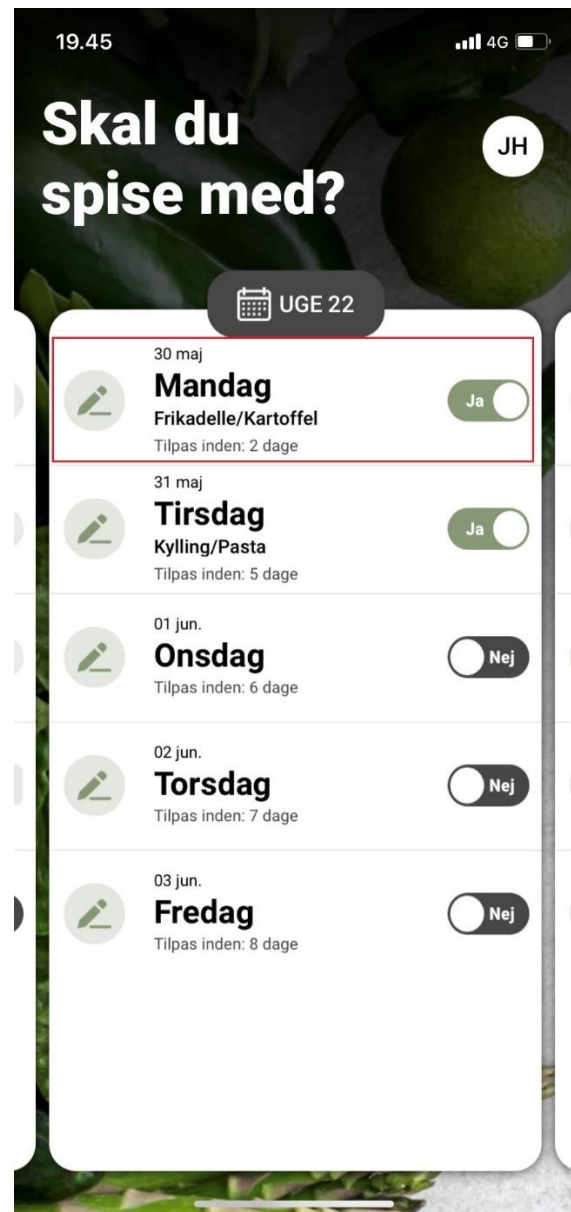 19.45
4G
Skal du
JH
spise med?
UGE 22
30 maj
Mandag
Ja
Frikadelle/Kartoffel
Tilpas inden: 2 dage
31 maj
Tirsdag
Ja
Kylling/Pasta
Tilpas inden: 5 dage
01 jun.
Onsdag
Nej
Tilpas inden: 6 dage
02 jun.
Torsdag
Nej
Tilpas inden: 7 dage
03 jun.
Fredag
Nej
Tilpas inden: 8 dage